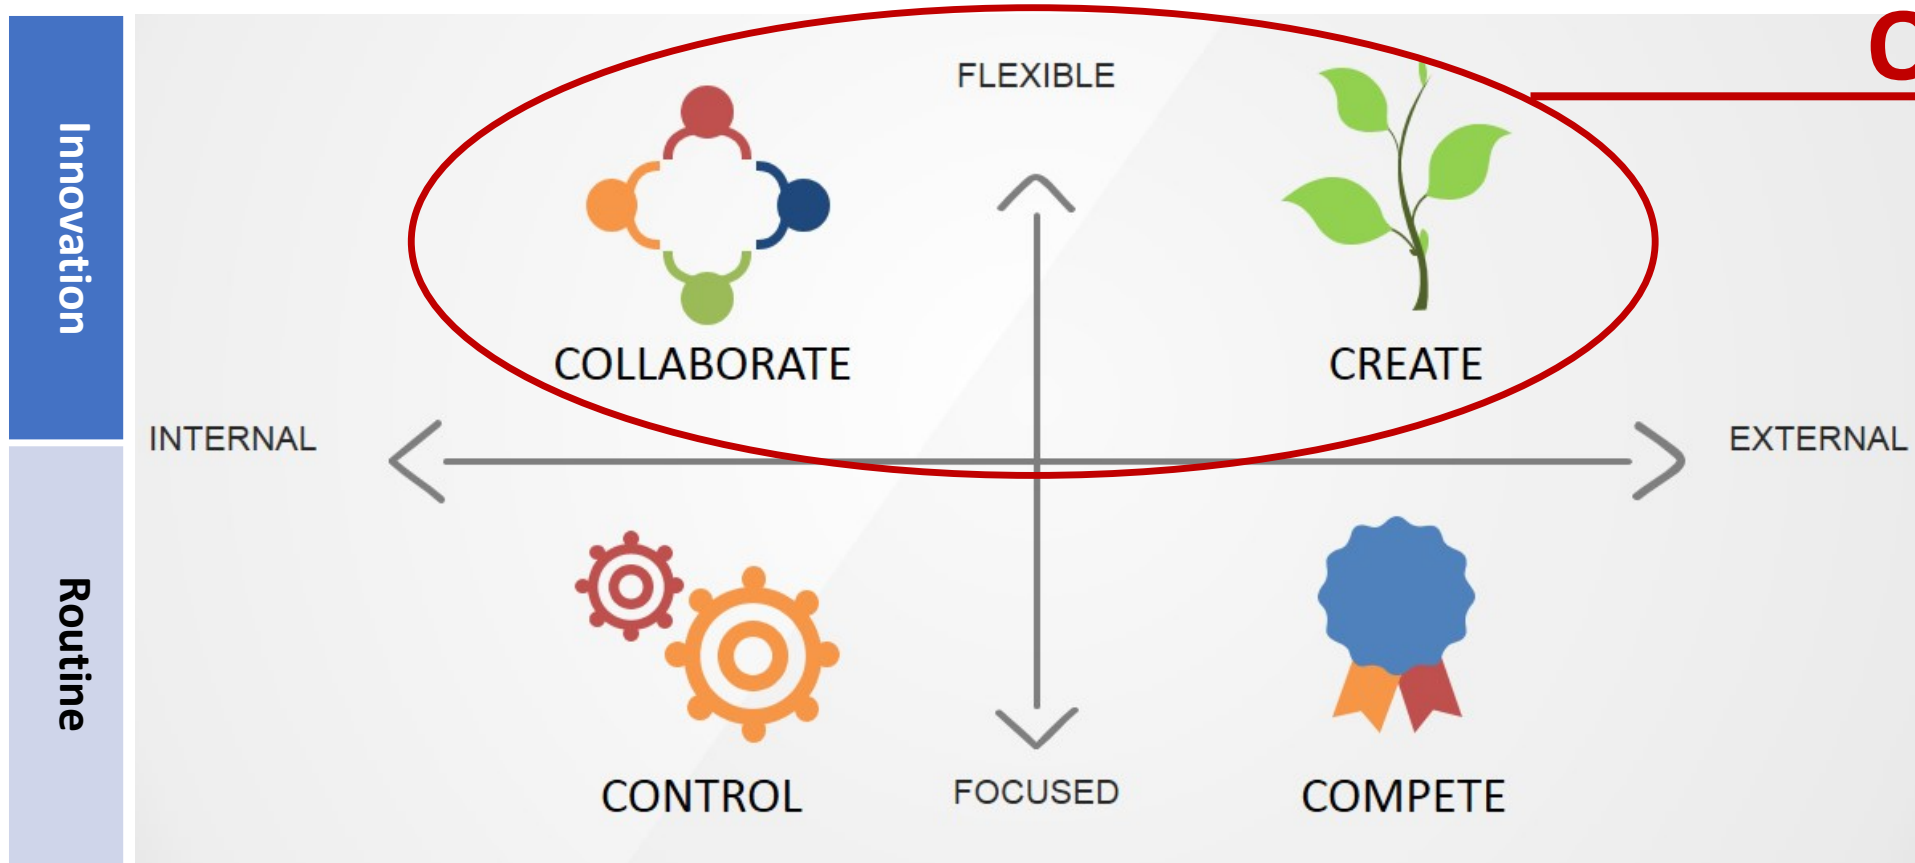 C
FLEXIBLE
Innovation
COLLABORATE
CREATE
INTERNAL
EXTERNAL
Routine
CONTROL
FOCUSED
COMPETE